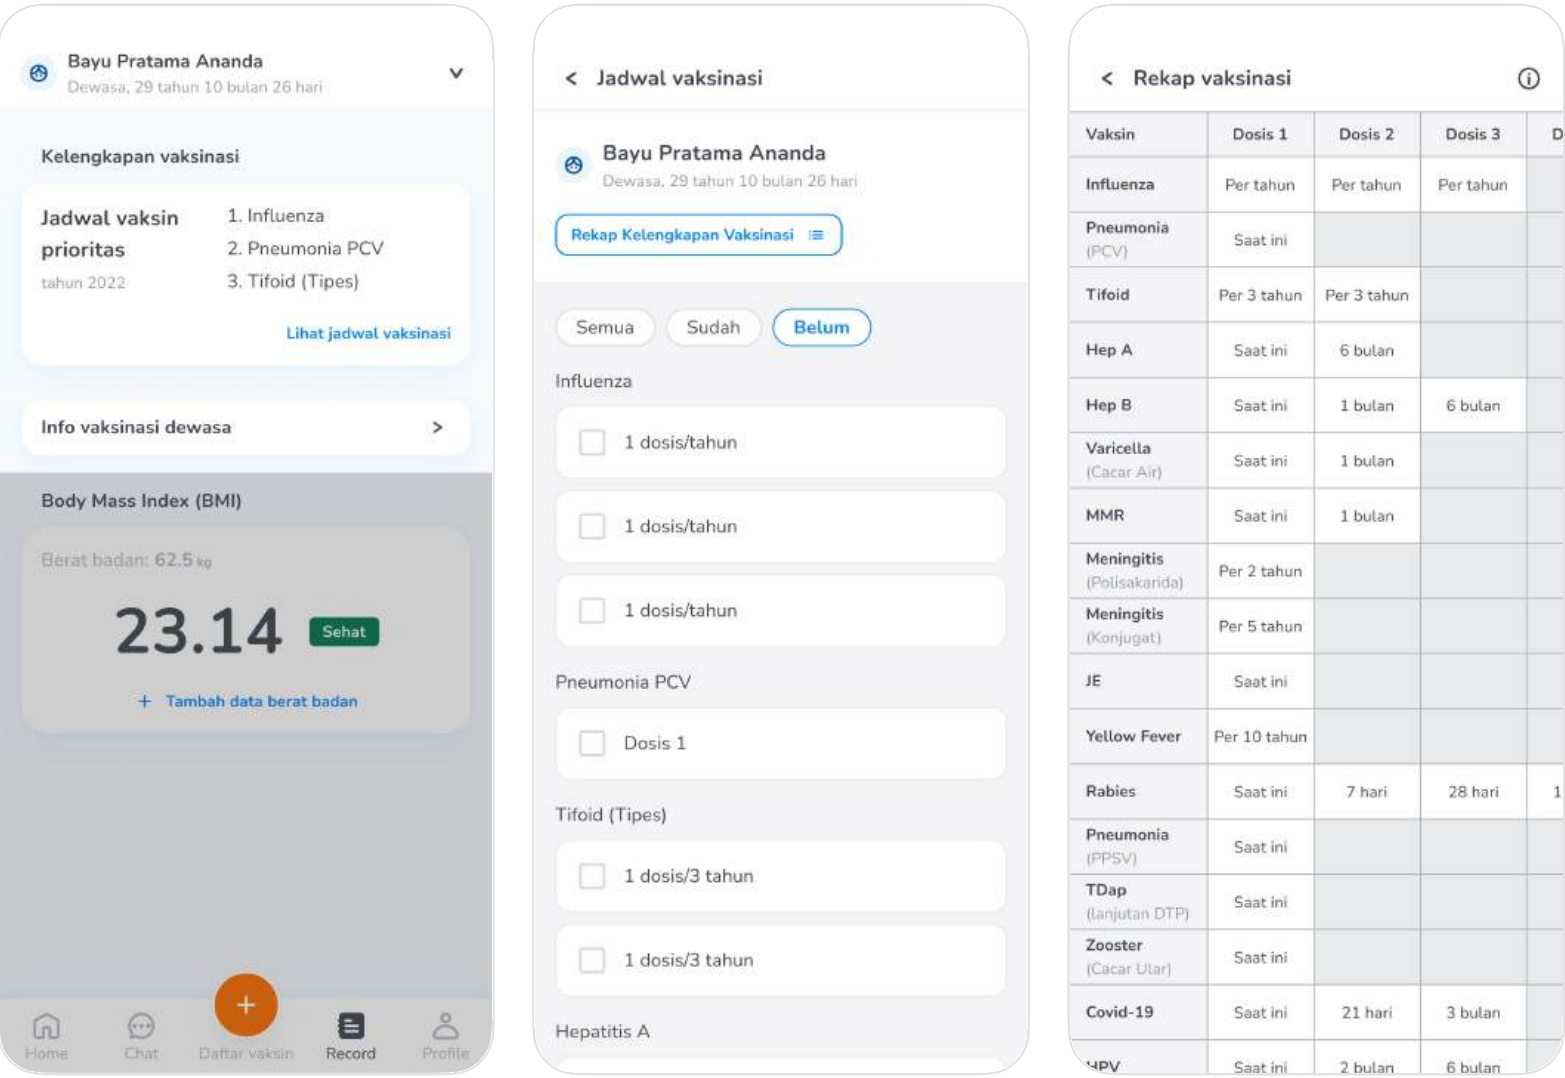 Bayu Pratama Ananda
Dewasa, 29 tahun 10 bulan 26 hari
Kelengkapan vaksinasi
Jadwal vaksin
prioritas
tahun 2022
1. Influenza
2. Pneumonia PCV
3. Tifoid (Tipes)
Lihat jadwal vaksinasi
Info vaksinasi dewasa >
Body Mass Index (BMI)
Berat badan: 62.5 kg
23.14 Sehat
+ Tambah data berat badan
+
Home Chat Daftar vaksin Record Profile
< Jadwal vaksinasi
Bayu Pratama Ananda
Dewasa, 29 tahun 10 bulan 26 hari
Rekap Kelengkapan Vaksinasi
Semua Sudah Belum
Influenza
1 dosis/tahun
1 dosis/tahun
1 dosis/tahun
Pneumonia PCV
Dosis 1
Tifoid (Tipes)
1 dosis/3 tahun
1 dosis/3 tahun
Hepatitis A
< Rekap vaksinasi
Vaksin Dosis 1 Dosis 2 Dosis 3 D
Influenza Per tahun Per tahun Per tahun
Pneumonia
(PCV) Saat ini
Tifoid Per 3 tahun Per 3 tahun
Hep A Saat ini 6 bulan
Hep B Saat ini 1 bulan 6 bulan
Varicella
(Cacar Air) Saat ini 1 bulan
MMR Saat ini 1 bulan
Meningitis
(Polisakarida) Per 2 tahun
Meningitis
(Konjugat) Per 5 tahun
JE Saat ini
Yellow Fever Per 10 tahun
Rabies Saat ini 7 hari 28 hari 1
Pneumonia
(PPSV) Saat ini
TDap
(lanjutan DTP) Saat ini
Zooster
(Cacar Ular) Saat ini
Covid-19 Saat ini 21 hari 3 bulan
HPV Saat ini 2 bulan 6 bulan